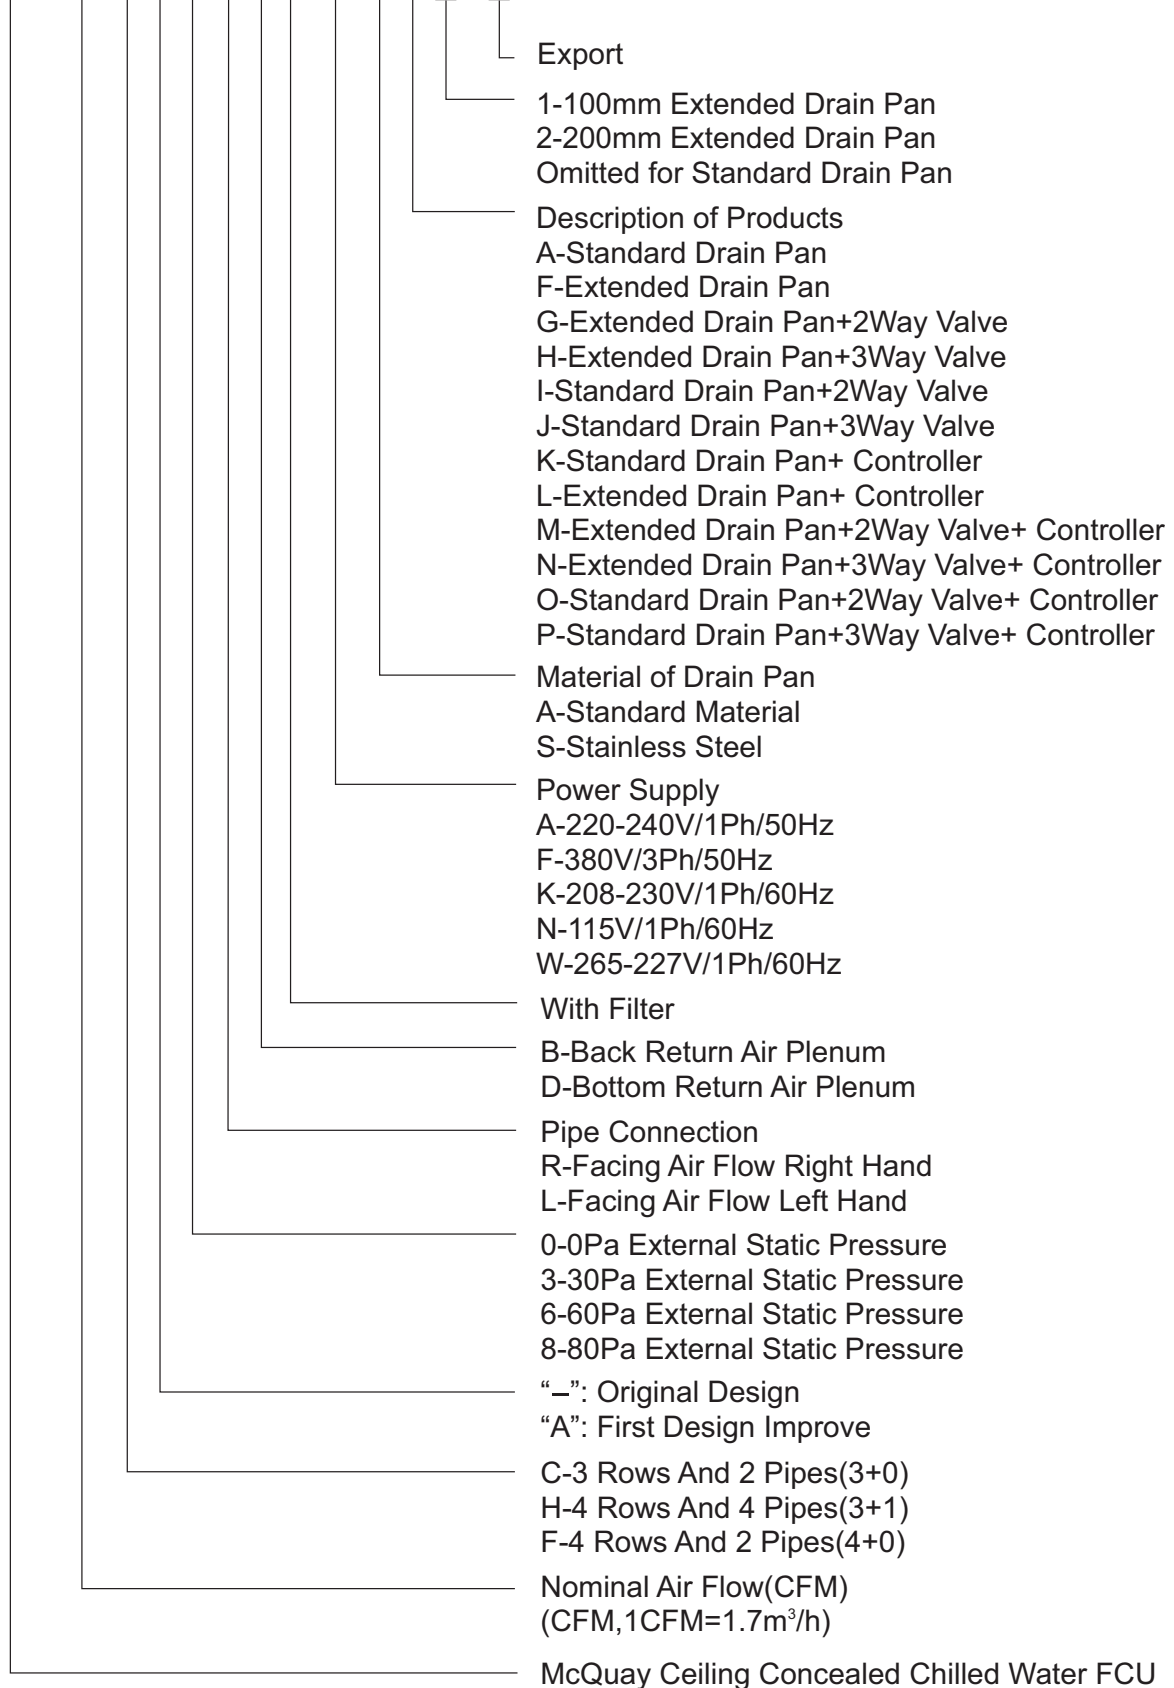 Export
1-100mm Extended Drain Pan
2-200mm Extended Drain Pan
Omitted for Standard Drain Pan
Description of Products
A-Standard Drain Pan
F-Extended Drain Pan
G-Extended Drain Pan+2Way Valve
H-Extended Drain Pan+3Way Valve
I-Standard Drain Pan+2Way Valve
J-Standard Drain Pan+3Way Valve
K-Standard Drain Pan+ Controller
L-Extended Drain Pan+ Controller
M-Extended Drain Pan+2Way Valve+ Controller
N-Extended Drain Pan+3Way Valve+ Controller
O-Standard Drain Pan+2Way Valve+ Controller
P-Standard Drain Pan+3Way Valve+ Controller
Material of Drain Pan
A-Standard Material
S-Stainless Steel
Power Supply
A-220-240V/1Ph/50Hz
F-380V/3Ph/50Hz
K-208-230V/1Ph/60Hz
N-115V/1Ph/60Hz
W-265-227V/1Ph/60Hz
With Filter
B-Back Return Air Plenum
D-Bottom Return Air Plenum
Pipe Connection
R-Facing Air Flow Right Hand
L-Facing Air Flow Left Hand
0-0Pa External Static Pressure
3-30Pa External Static Pressure
6-60Pa External Static Pressure
8-80Pa External Static Pressure
“–”: Original Design
“A”: First Design Improve
C-3 Rows And 2 Pipes(3+0)
H-4 Rows And 4 Pipes(3+1)
F-4 Rows And 2 Pipes(4+0)
Nominal Air Flow(CFM)
(CFM,1CFM=1.7m³/h)
McQuay Ceiling Concealed Chilled Water FCU